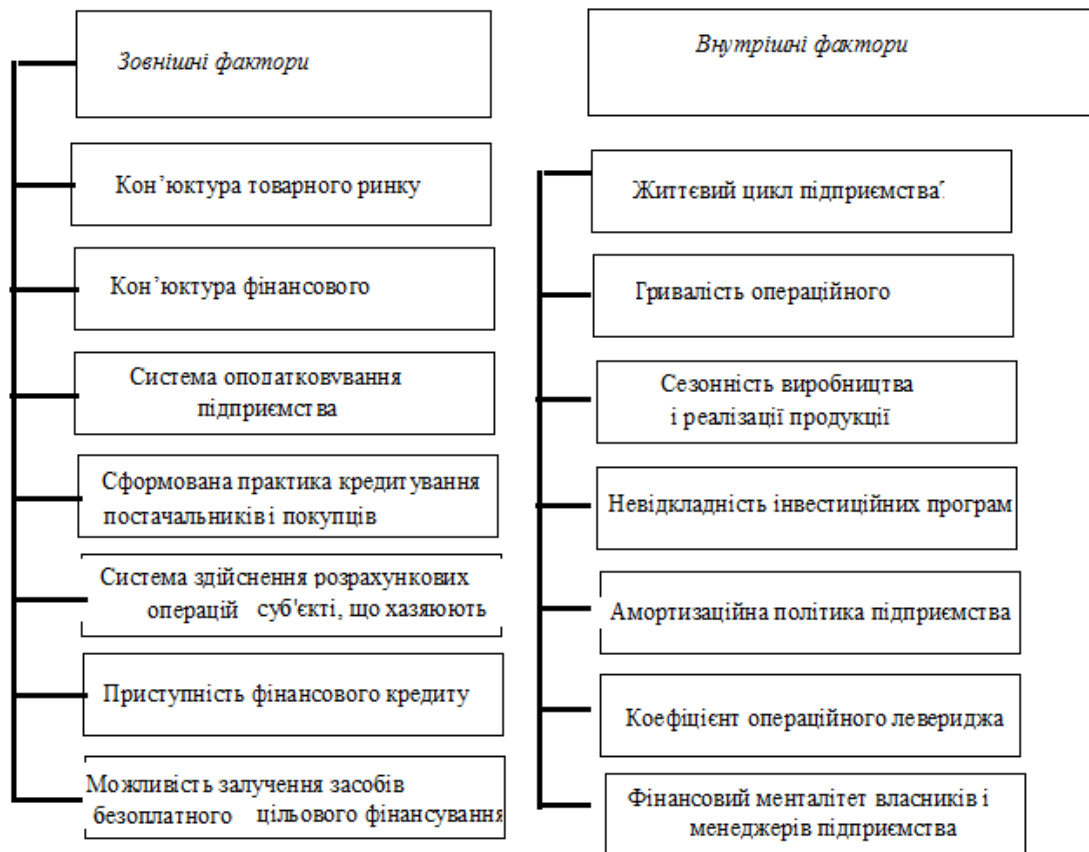 Зовнішні фактори
Кон’юктура товарного ринку
Кон’юктура фінансового
Система оподатковування
підприємства
Сформована практика кредитування
постачальників і покупців
Система здійснення розрахункових
операцій суб'єкті, що хазяюють
Приступність фінансового кредиту
Можливість залучення засобів
безоплатного цільового фінансування
Внутрішні фактори
Життєвий цикл підприємства
Гривалість операційного
Сезонність виробництва
і реалізації продукції
Невідкладність інвестиційних програм
Амортизаційна політика підприємства
Коефіцієнт операційного левериджа
Фінансовий менталітет власників і
менеджерів підприємства